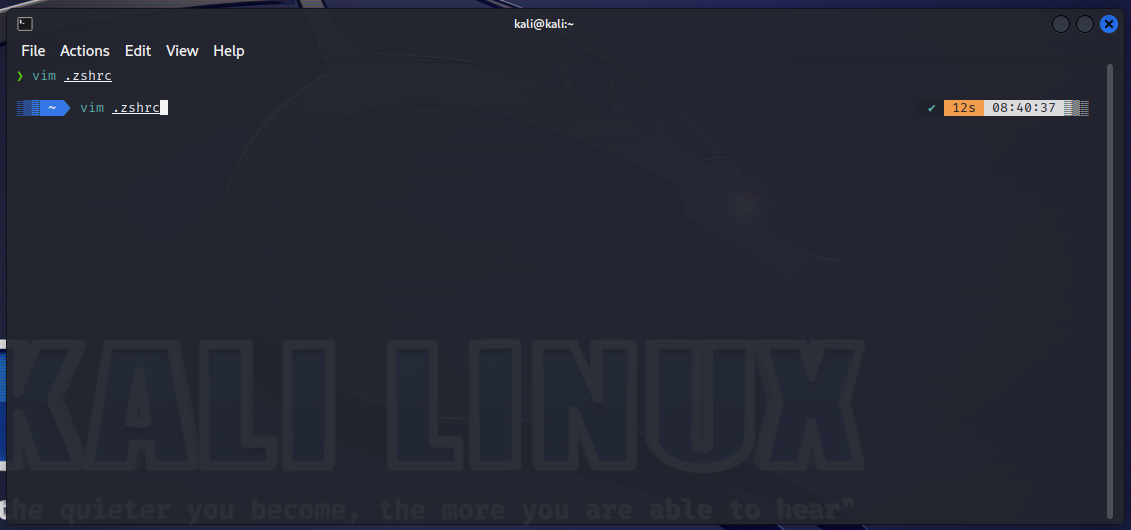 kali@kali:~
File Actions Edit View Help
❯ vim .zshrc
~ vim .zshrc ✔ 12s 08:40:37
KALI LINUX
the quieter you become, the more you are able to hear"